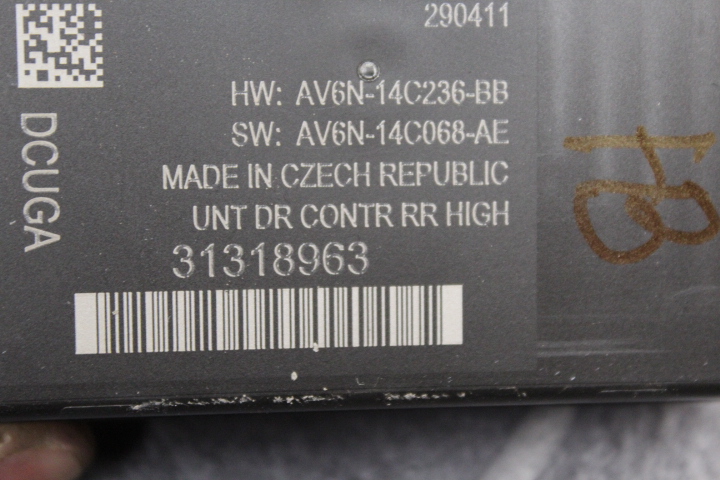 290411
HW: AV6N-14C236-BB
SW: AV6N-14C068-AE
MADE IN CZECH REPUBLIC
UNT DR CONTR RR HIGH
31318963
DCUGA